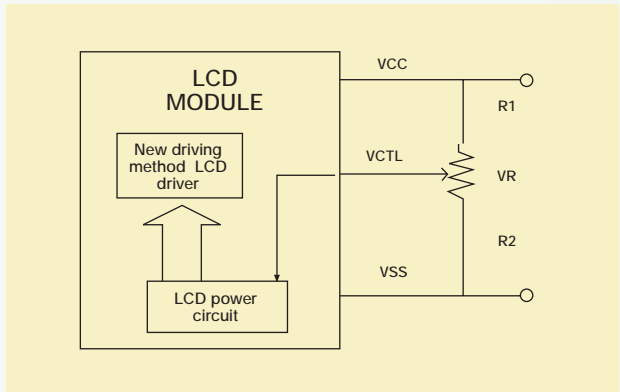 VCC
LCD
MODULE
R1
New driving
method LCD
driver
VCTL
VR
R2
VSS
LCD power
circuit